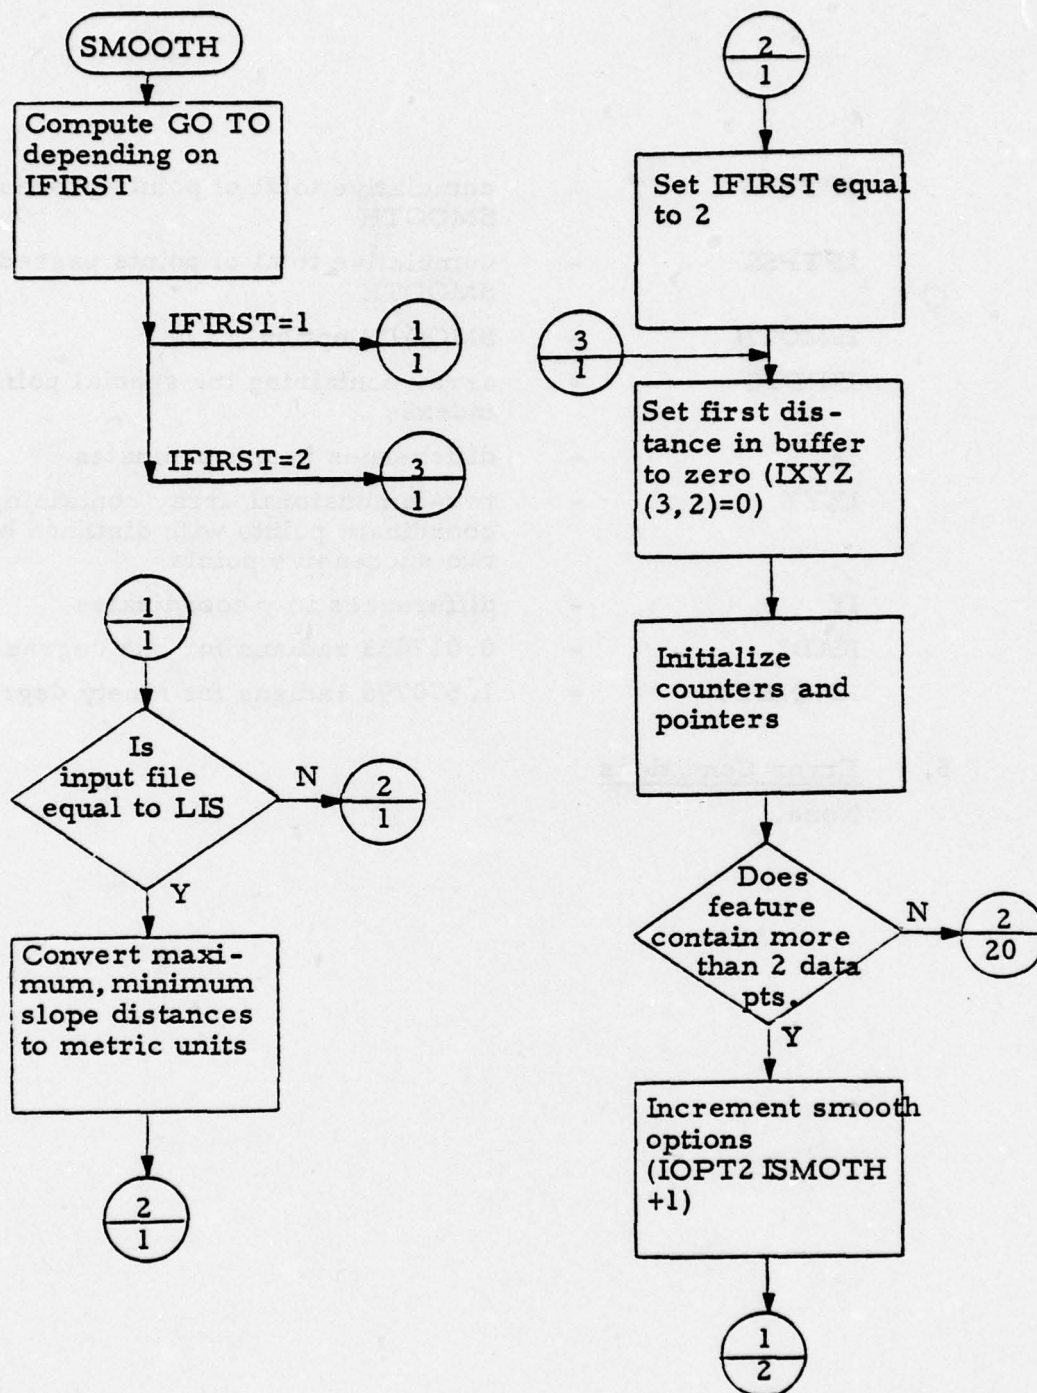 SMOOTH
Compute GO TO
depending on
IFIRST
IFIRST=1
1
1
IFIRST=2
3
1
1
1
Is
input file
equal to LIS
N
2
1
Y
Convert maxi-
mum, minimum
slope distances
to metric units
2
1
2
1
Set IFIRST equal
to 2
3
1
Set first dis-
tance in buffer
to zero (IXYZ
(3,2)=0)
Initialize
counters and
pointers
Does
feature
contain more
than 2 data
pts.
N
2
20
Y
Increment smooth
options
(IOPT2 ISMOTH
+1)
1
2